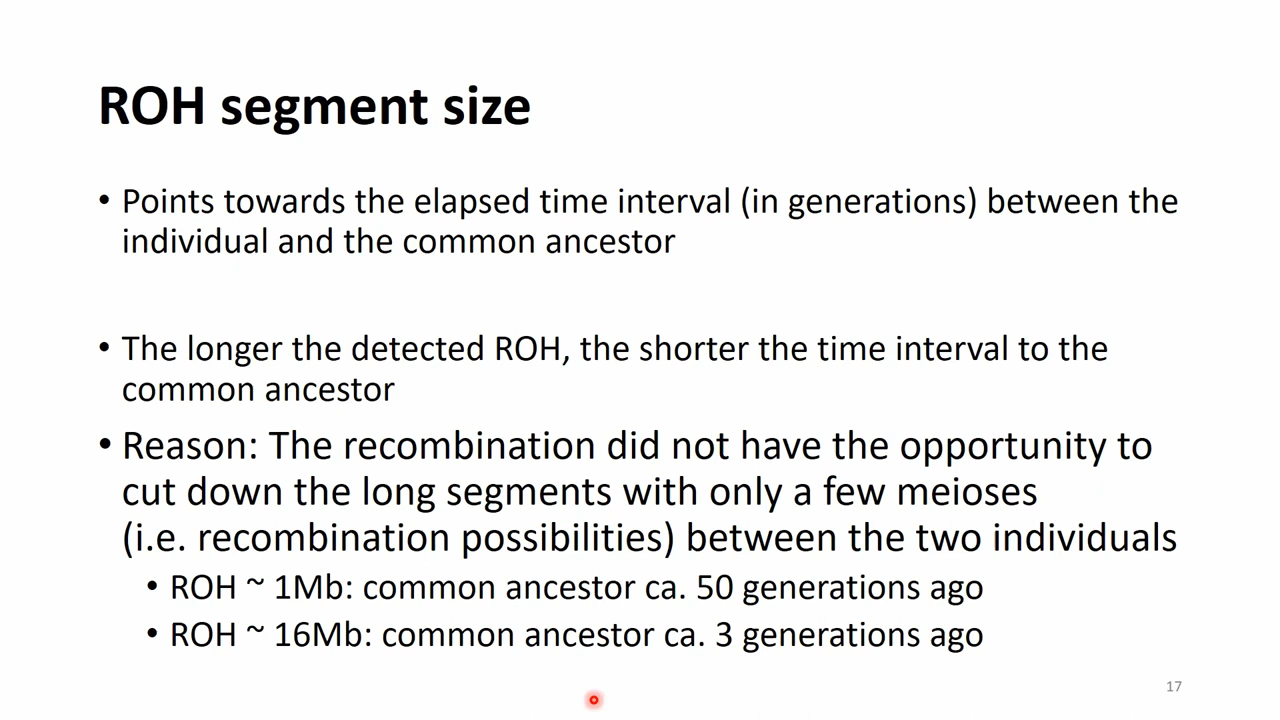 ROH segment size
• Points towards the elapsed time interval (in generations) between the
individual and the common ancestor
• The longer the detected ROH, the shorter the time interval to the
common ancestor
• Reason: The recombination did not have the opportunity to
cut down the long segments with only a few meioses
(i.e. recombination possibilities) between the two individuals
• ROH ~ 1Mb: common ancestor ca. 50 generations ago
• ROH ~ 16Mb: common ancestor ca. 3 generations ago
17